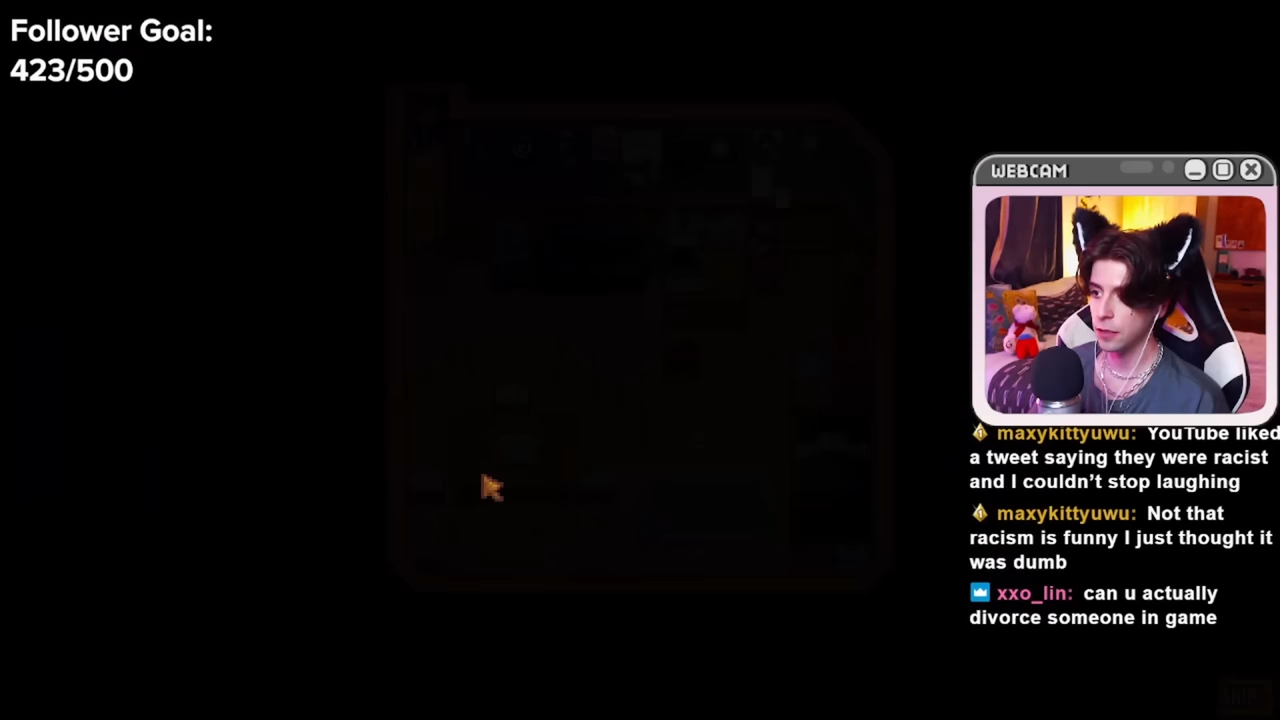 Follower Goal:
423/500
WEBCAM
maxykittyuwu: YouTube liked
a tweet saying they were racist
and I couldn’t stop laughing
maxykittyuwu: Not that
racism is funny I just thought it
was dumb
xxo_lin: can u actually
divorce someone in game